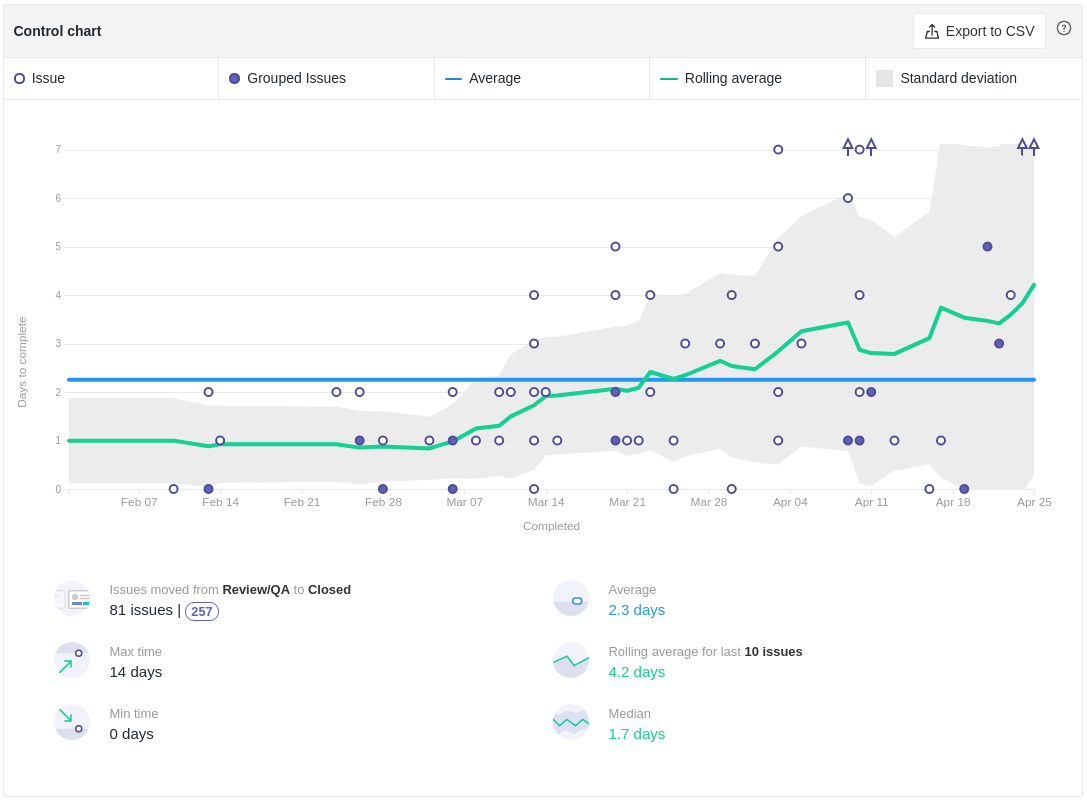 Control chart
Export to CSV
?
Issue
Grouped Issues
Average
Rolling average
Standard deviation
7
6
5
4
3
2
1
0
Days to complete
Feb 07
Feb 14
Feb 21
Feb 28
Mar 07
Mar 14
Mar 21
Mar 28
Apr 04
Apr 11
Apr 18
Apr 25
Completed
Issues moved from Review/QA to Closed
81 issues | 257
Average
2.3 days
Max time
14 days
Rolling average for last 10 issues
4.2 days
Min time
0 days
Median
1.7 days